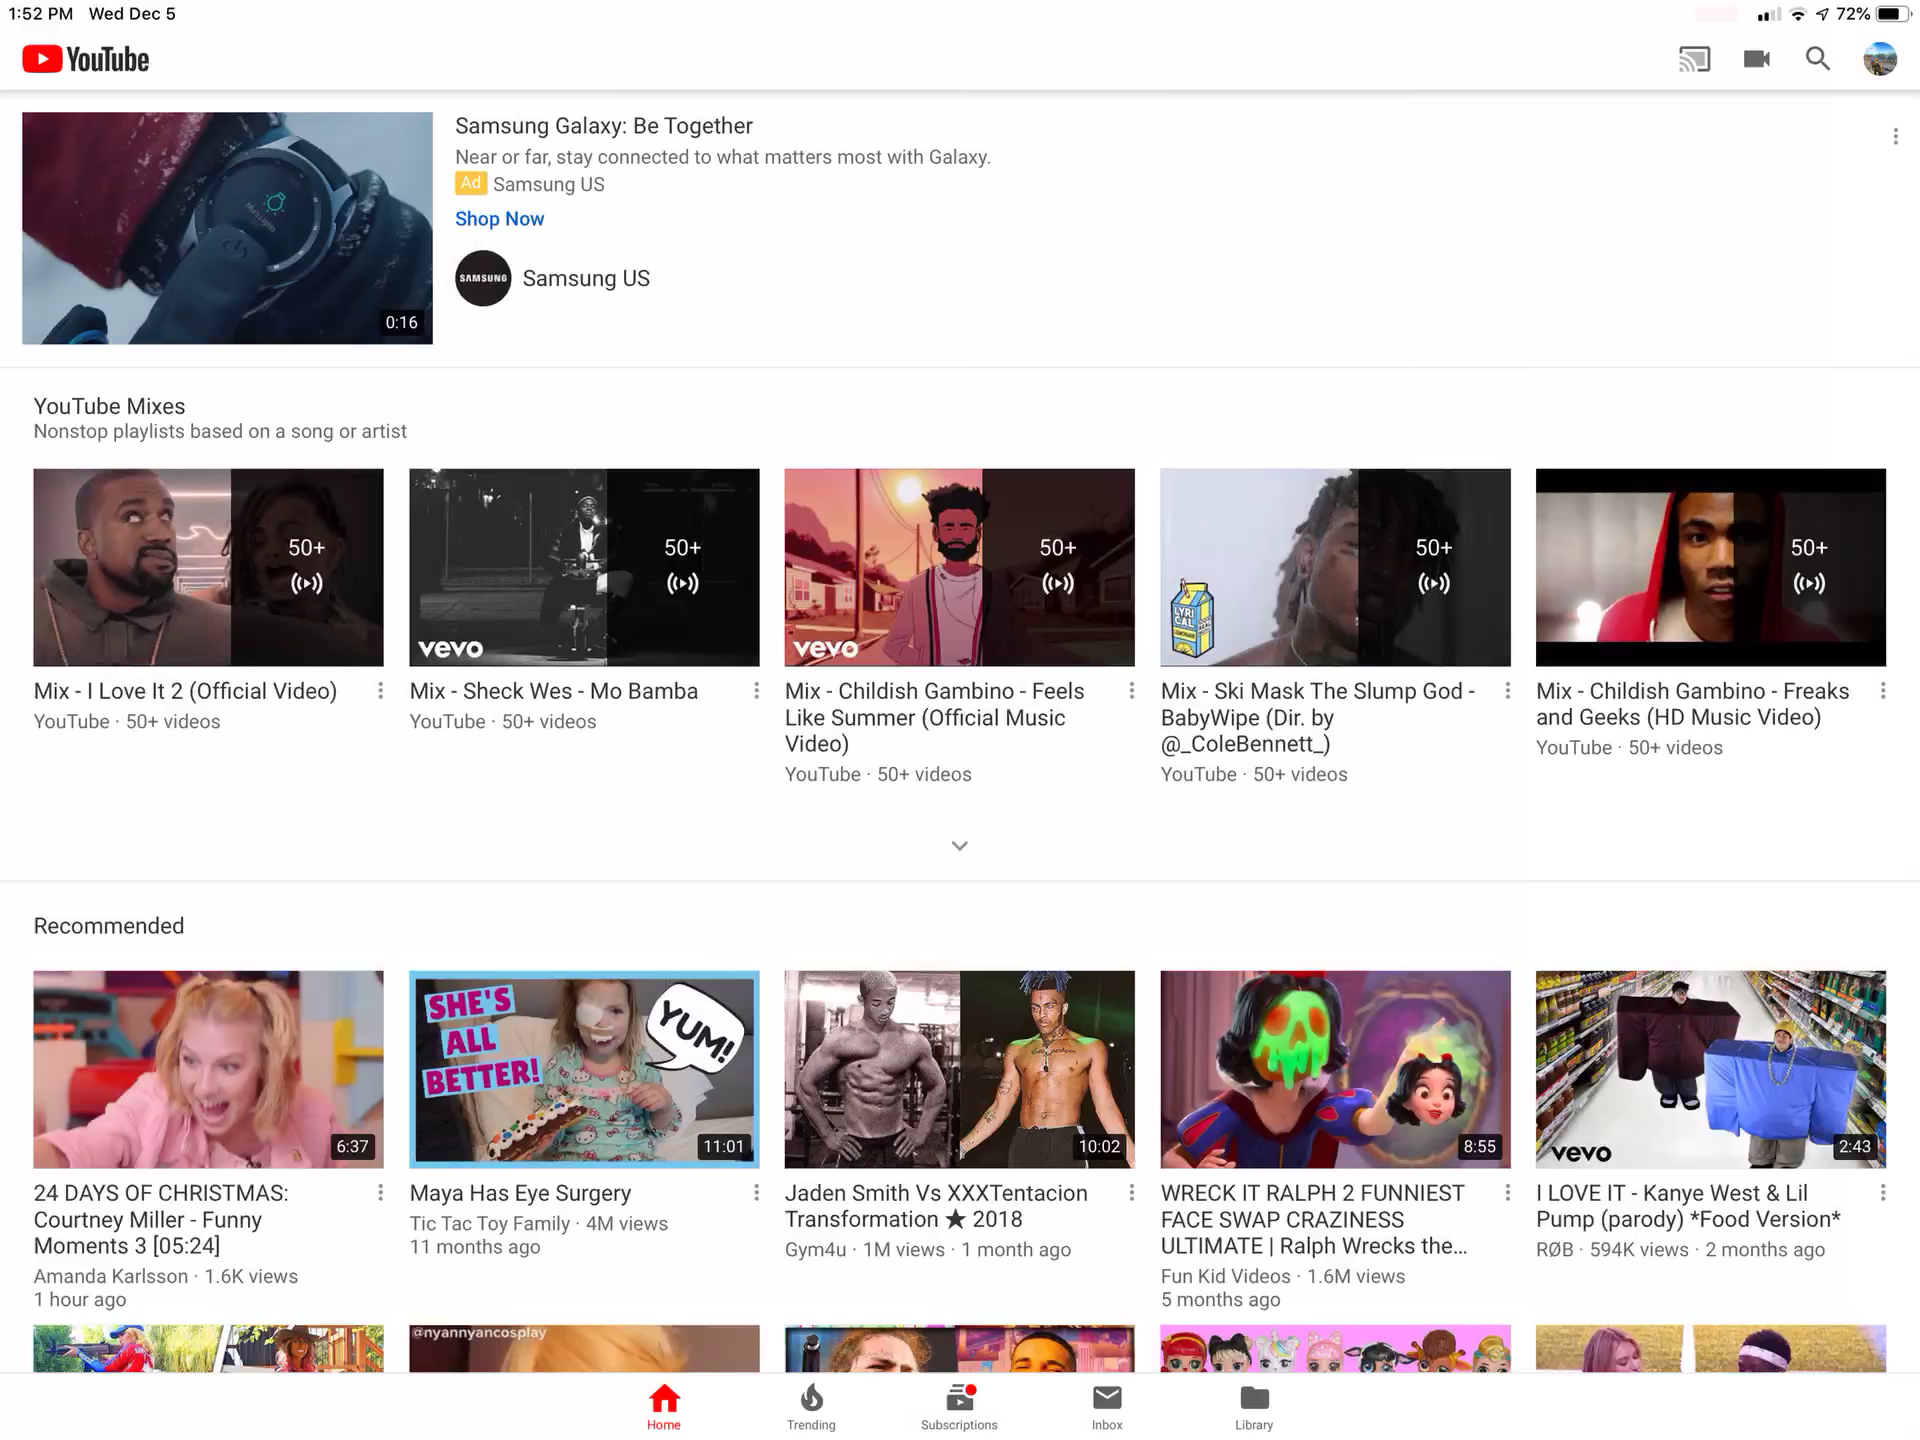 1:52 PM Wed Dec 5
72%
YouTube
Samsung Galaxy: Be Together
Near or far, stay connected to what matters most with Galaxy.
Ad Samsung US
Shop Now
SAMSUNG Samsung US
0:16
YouTube Mixes
Nonstop playlists based on a song or artist
50+
50+
vevo
50+
vevo
50+
LYRICAL
LEMONADE
50+
Mix - I Love It 2 (Official Video)
YouTube · 50+ videos
Mix - Sheck Wes - Mo Bamba
YouTube · 50+ videos
Mix - Childish Gambino - Feels
Like Summer (Official Music
Video)
YouTube · 50+ videos
Mix - Ski Mask The Slump God -
BabyWipe (Dir. by
@_ColeBennett_)
YouTube · 50+ videos
Mix - Childish Gambino - Freaks
and Geeks (HD Music Video)
YouTube · 50+ videos
Recommended
6:37
SHE'S
ALL
BETTER!
YUM!
11:01
10:02
8:55
vevo
2:43
24 DAYS OF CHRISTMAS:
Courtney Miller - Funny
Moments 3 [05:24]
Amanda Karlsson · 1.6K views
1 hour ago
Maya Has Eye Surgery
Tic Tac Toy Family · 4M views
11 months ago
Jaden Smith Vs XXXTentacion
Transformation ★ 2018
Gym4u · 1M views · 1 month ago
WRECK IT RALPH 2 FUNNIEST
FACE SWAP CRAZINESS
ULTIMATE | Ralph Wrecks the...
Fun Kid Videos · 1.6M views
5 months ago
I LOVE IT - Kanye West & Lil
Pump (parody) *Food Version*
RØB · 594K views · 2 months ago
@nyannyancosplay
Home
Trending
Subscriptions
Inbox
Library